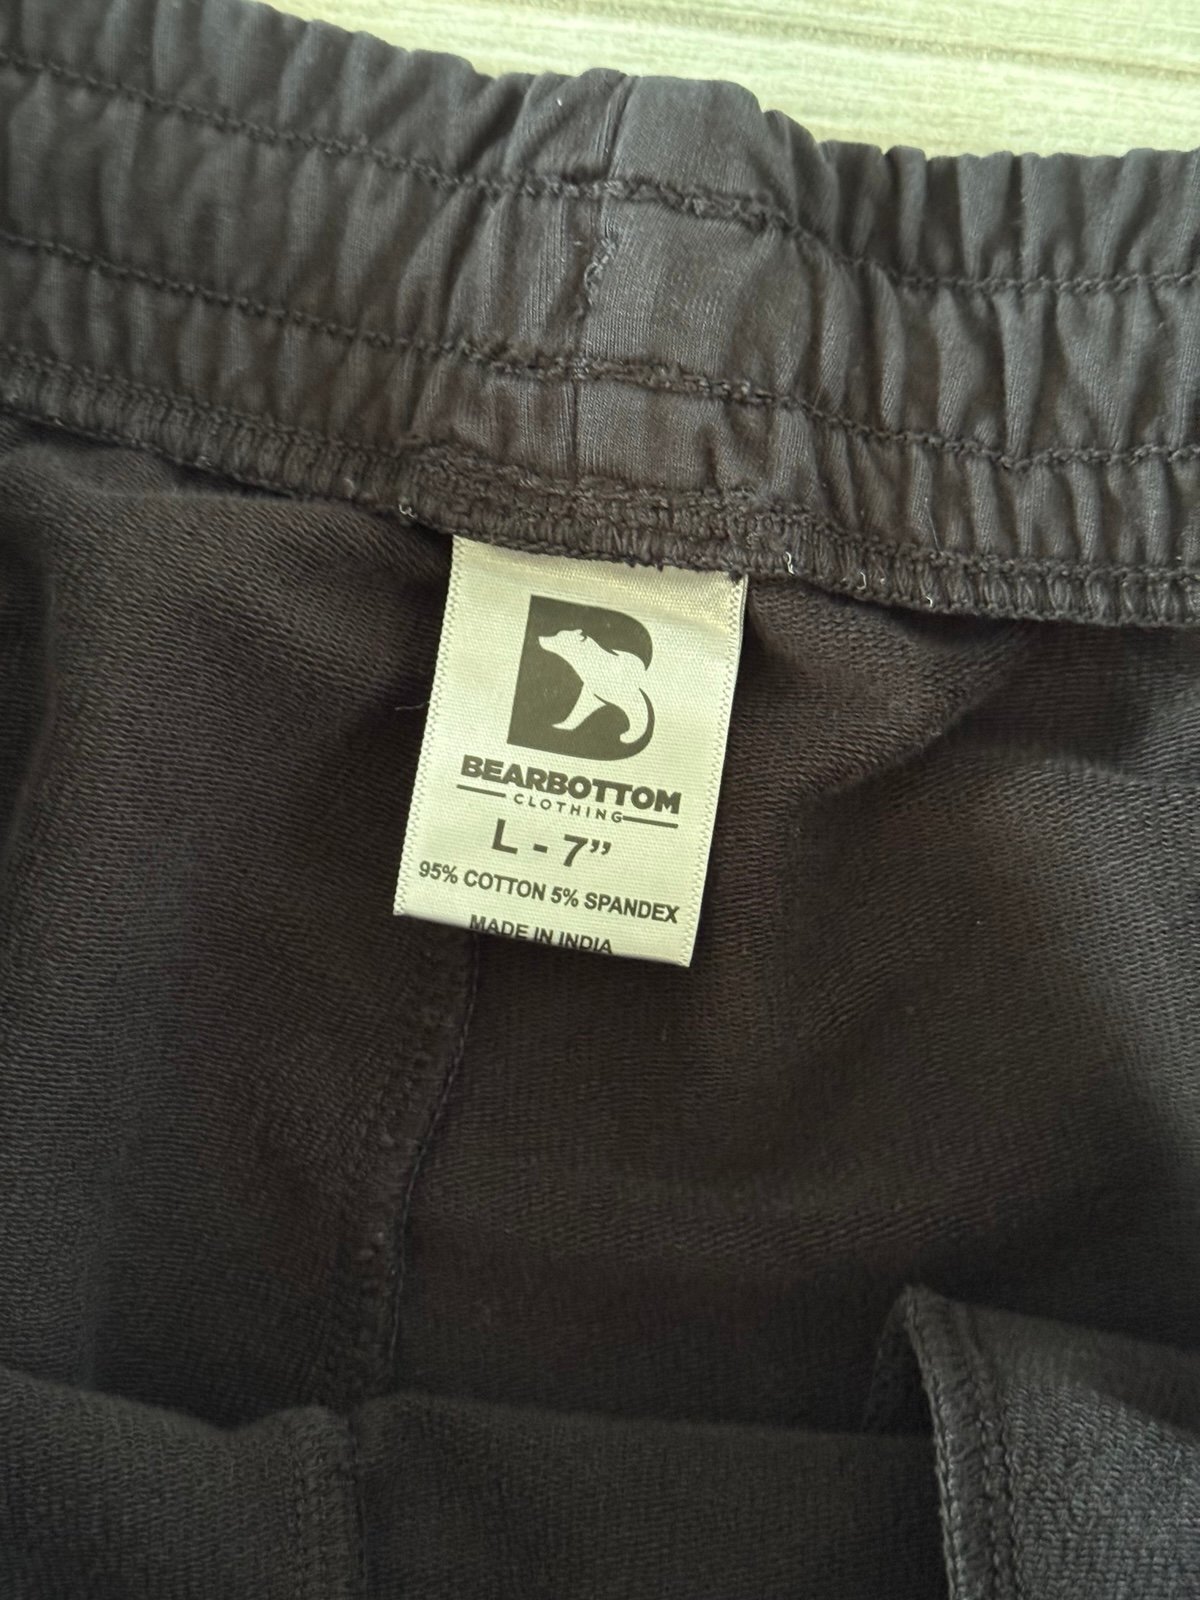 B
BEARBOTTOM
CLOTHING
L - 7”
95% COTTON 5% SPANDEX
MADE IN INDIA